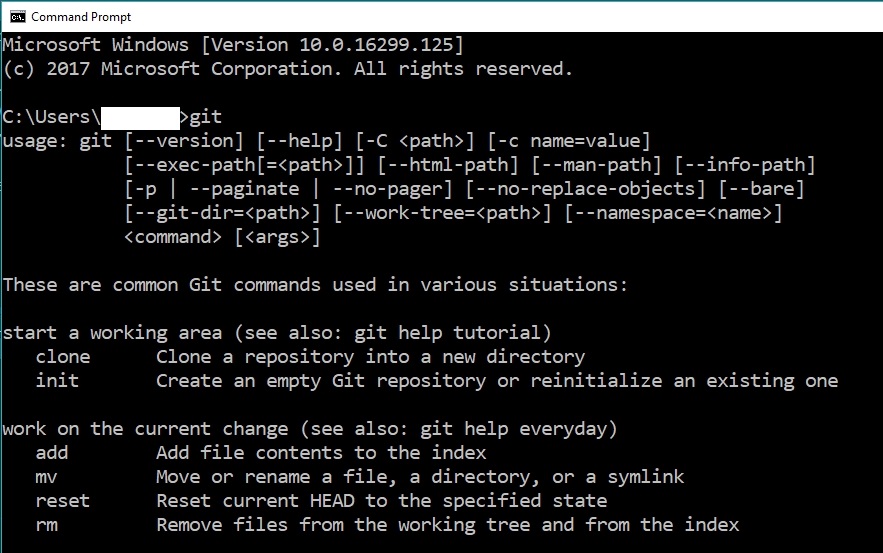 Command Prompt
Microsoft Windows [Version 10.0.16299.125]
(c) 2017 Microsoft Corporation. All rights reserved.
C:\Users\>git
usage: git [--version] [--help] [-C <path>] [-c name=value]
[--exec-path[=<path>]] [--html-path] [--man-path] [--info-path]
[-p | --paginate | --no-pager] [--no-replace-objects] [--bare]
[--git-dir=<path>] [--work-tree=<path>] [--namespace=<name>]
<command> [<args>]
These are common Git commands used in various situations:
start a working area (see also: git help tutorial)
clone Clone a repository into a new directory
init Create an empty Git repository or reinitialize an existing one
work on the current change (see also: git help everyday)
add Add file contents to the index
mv Move or rename a file, a directory, or a symlink
reset Reset current HEAD to the specified state
rm Remove files from the working tree and from the index